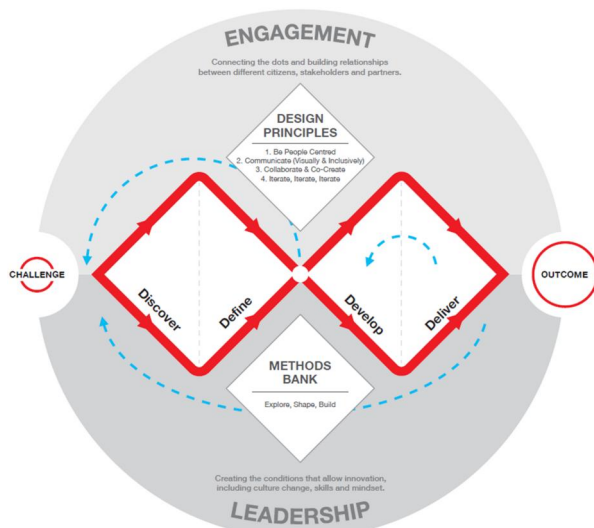 ENGAGEMENT
Connecting the dots and building relationships
between different citizens, stakeholders and partners.
DESIGN
PRINCIPLES
1. Be People Centred
2. Communicate (Visually & Inclusively)
3. Collaborate & Co-Create
4. Iterate, Iterate, Iterate
CHALLENGE
Discover
Define
Develop
Deliver
OUTCOME
METHODS
BANK
Explore, Shape, Build
Creating the conditions that allow innovation,
including culture change, skills and mindset.
LEADERSHIP